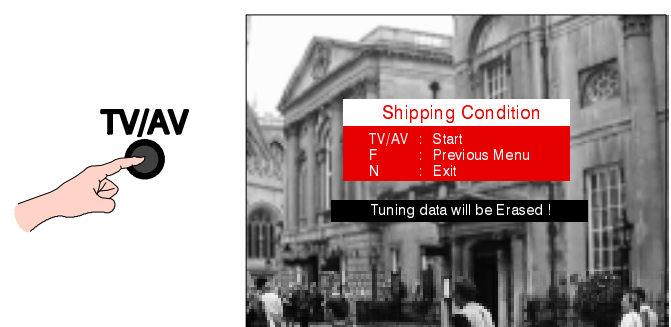 TV/AV
Shipping Condition
TV/AV : Start
F : Previous Menu
N : Exit
Tuning data will be Erased !